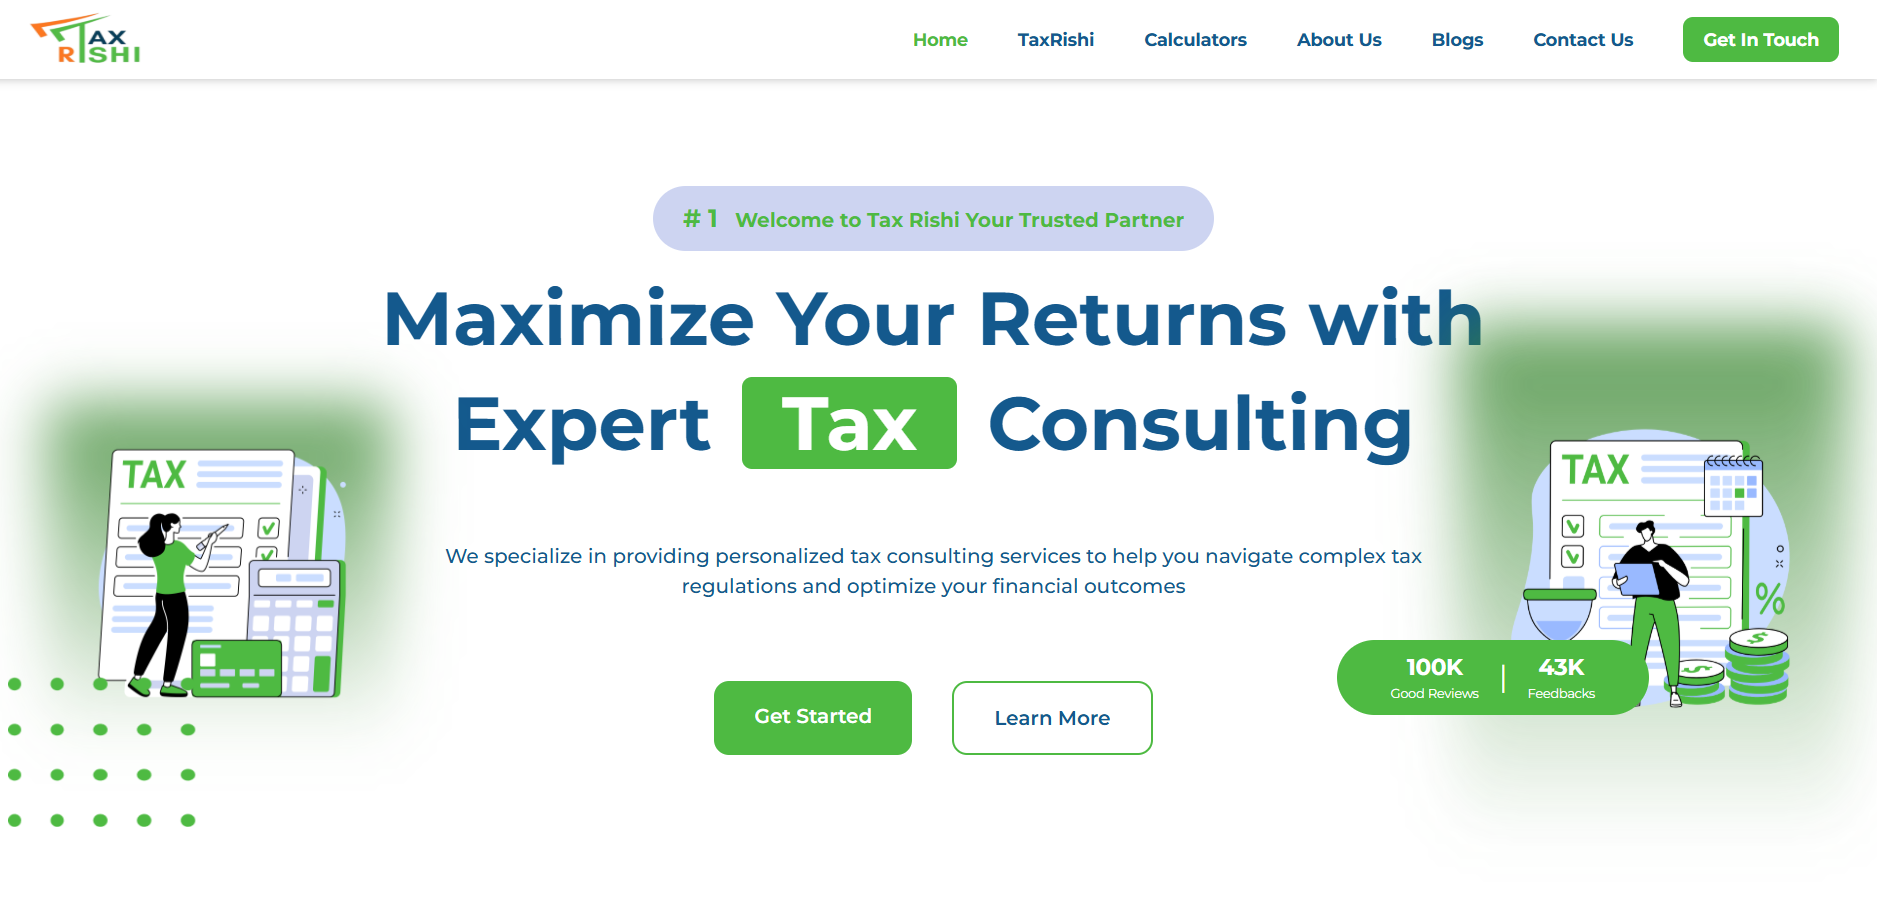 TAX
RISHI
Home TaxRishi Calculators About Us Blogs Contact Us Get In Touch
#1 Welcome to Tax Rishi Your Trusted Partner
Maximize Your Returns with
Expert Tax Consulting
We specialize in providing personalized tax consulting services to help you navigate complex tax
regulations and optimize your financial outcomes
Get Started Learn More
TAX
TAX
%
$
100K | 43K
Good Reviews Feedbacks